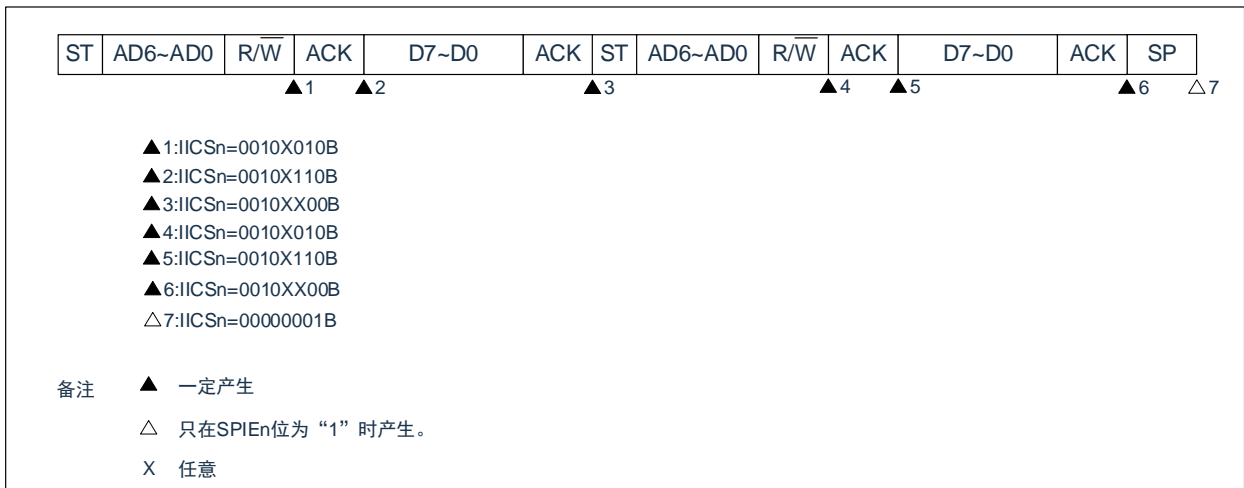 ST AD6~AD0 R/W ACK D7~D0 ACK ST AD6~AD0 R/W ACK D7~D0 ACK SP
▲1 ▲2 ▲3 ▲4 ▲5 ▲6 △7
▲1:IICSn=0010X010B
▲2:IICSn=0010X110B
▲3:IICSn=0010XX00B
▲4:IICSn=0010X010B
▲5:IICSn=0010X110B
▲6:IICSn=0010XX00B
△7:IICSn=00000001B
备注 ▲ 一定产生
△ 只在SPIEn位为“1”时产生。
X 任意